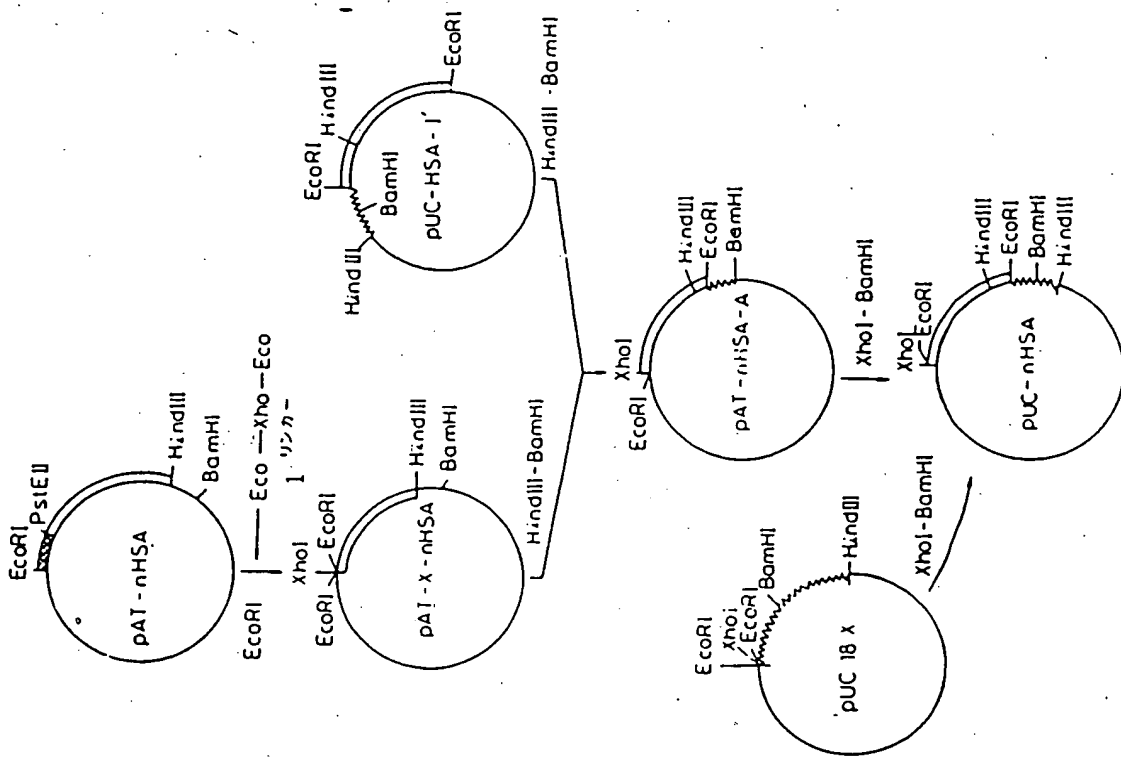 EcoRI
PstEII
HindIII
BamHI
pAT-nHSA
EcoRI
Eco—Xho—Eco
リンカー
XhoI
EcoRI
EcoRI
HindIII
BamHI
pAT-X-nHSA
HindIII-BamHI
EcoRI
HindIII
EcoRI
BamHI
HindIII
pUC-HSA-I'
HindIII-BamHI
XhoI
EcoRI
HindIII
EcoRI
BamHI
pAT-nHSA-A
XhoI-BamHI
EcoRI
XhoI
EcoRI
BamHI
HindIII
pUC 18 X
XhoI-BamHI
XhoI
EcoRI
HindIII
EcoRI
BamHI
HindIII
pUC-nHSA